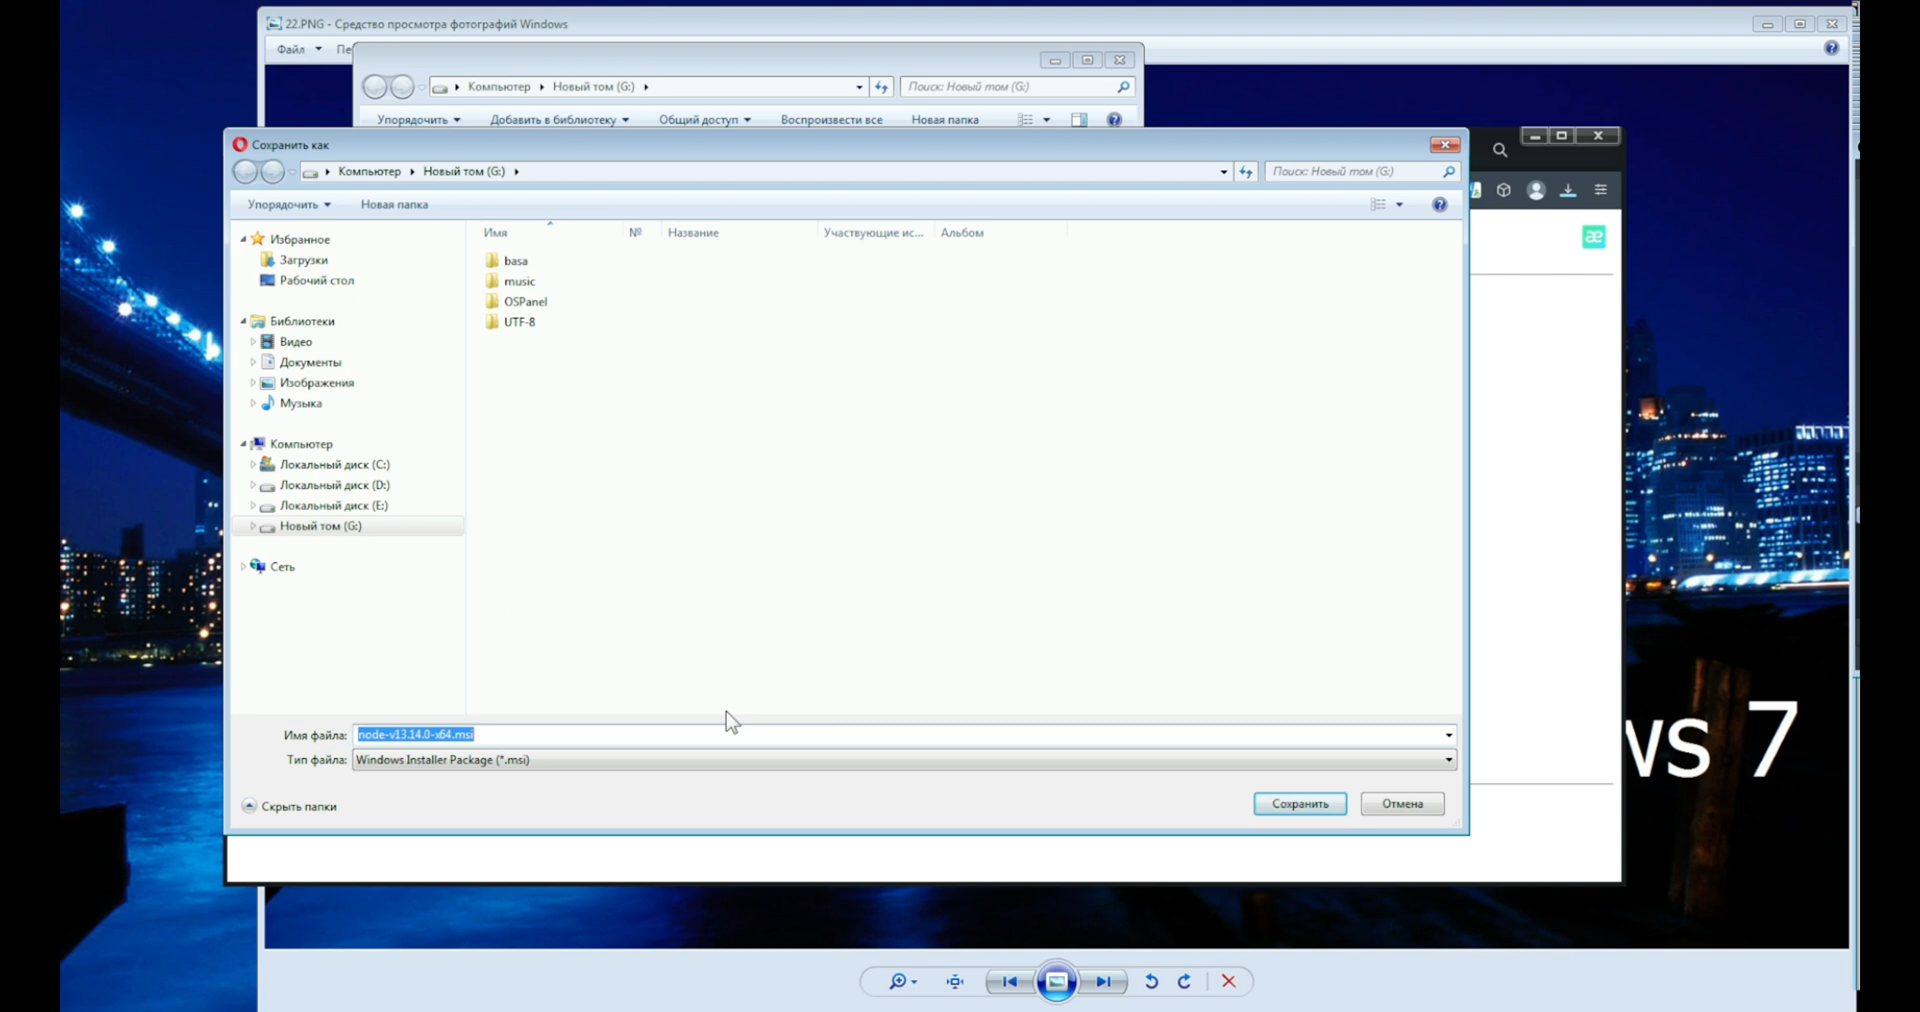 22.PNG - Средство просмотра фотографий Windows
Файл
Компьютер Новый том (G:)
Поиск: Новый том (G:)
Упорядочить Добавить в библиотеку Общий доступ Воспроизвести все Новая папка
Сохранить как
Компьютер Новый том (G:)
Поиск: Новый том (G:)
Упорядочить Новая папка
Имя № Название Участвующие ис... Альбом
Избранное
Загрузки
Рабочий стол
Библиотеки
Видео
Документы
Изображения
Музыка
Компьютер
Локальный диск (C:)
Локальный диск (D:)
Локальный диск (E:)
Новый том (G:)
Сеть
basa
music
OSPanel
UTF-8
æ
ws 7
Имя файла: node-v13.14.0-x64.msi
Тип файла: Windows Installer Package (*.msi)
Скрыть папки
Сохранить Отмена